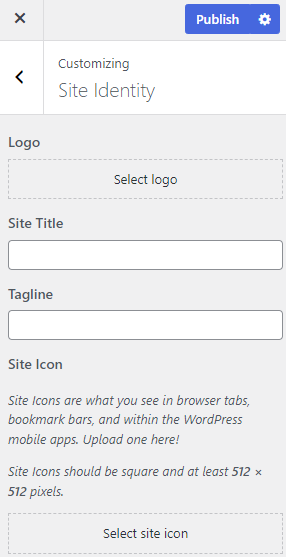 Publish
Customizing
Site Identity
Logo
Select logo
Site Title
Tagline
Site Icon
Site Icons are what you see in browser tabs,
bookmark bars, and within the WordPress
mobile apps. Upload one here!
Site Icons should be square and at least 512 ×
512 pixels.
Select site icon